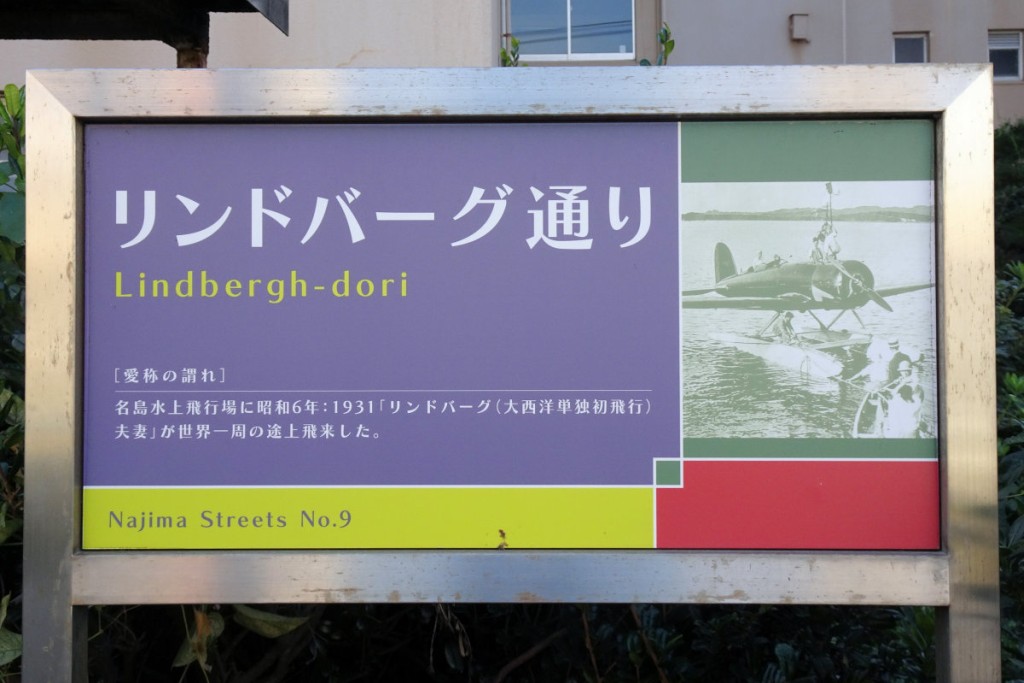 リンドバーグ通り
Lindbergh-dori
[愛称の謂れ]
名島水上飛行場に昭和6年:1931「リンドバーグ(大西洋単独初飛行)
夫妻」が世界一周の途上飛来した。
Najima Streets No.9